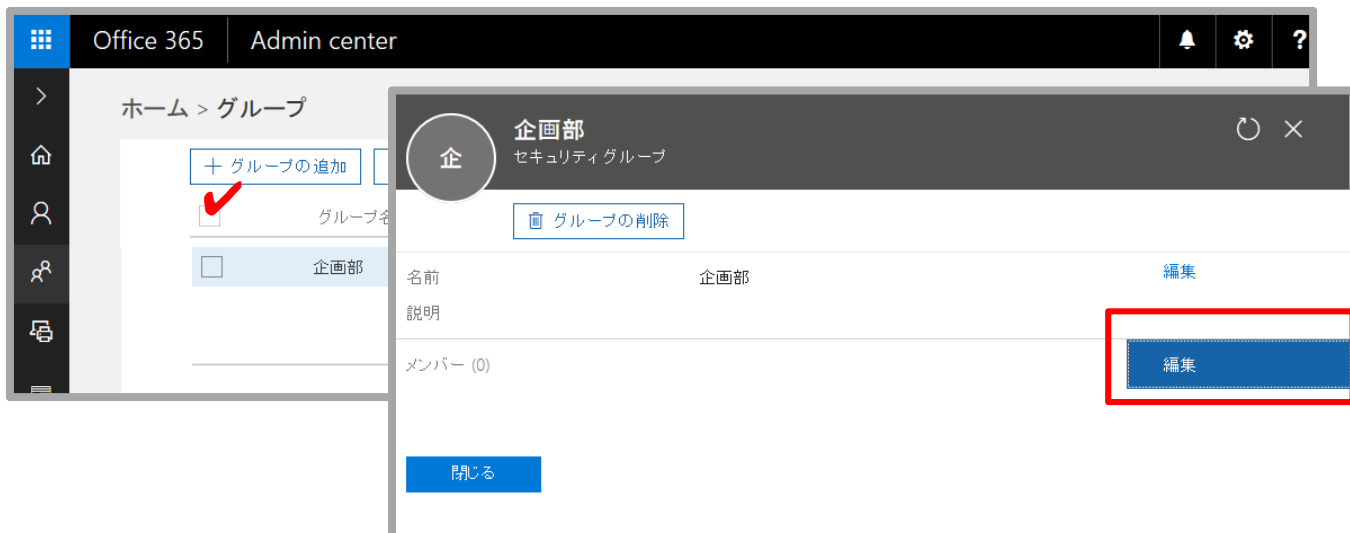 Office 365 Admin center ?
ホーム > グループ
+ グループの追加
グループ名
企画部
企
企画部
セキュリティグループ
グループの削除
名前 企画部 編集
説明
メンバー (0) 編集
閉じる